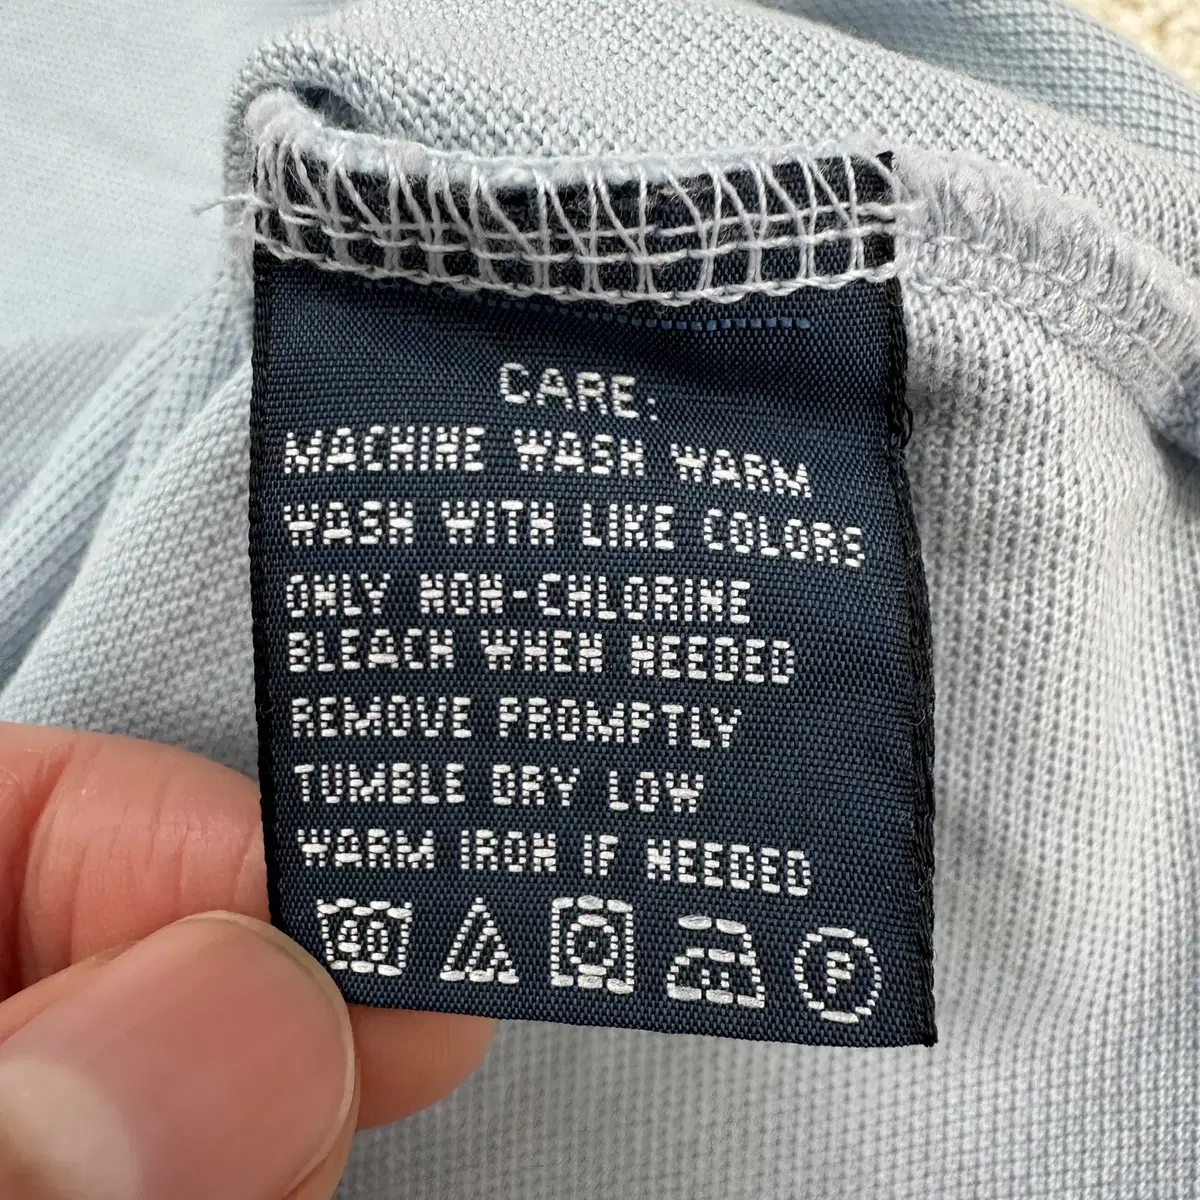 CARE:
MACHINE WASH WARM
WASH WITH LIKE COLORS
ONLY NON-CHLORINE
BLEACH WHEN NEEDED
REMOVE PROMPTLY
TUMBLE DRY LOW
WARM IRON IF NEEDED
40 P